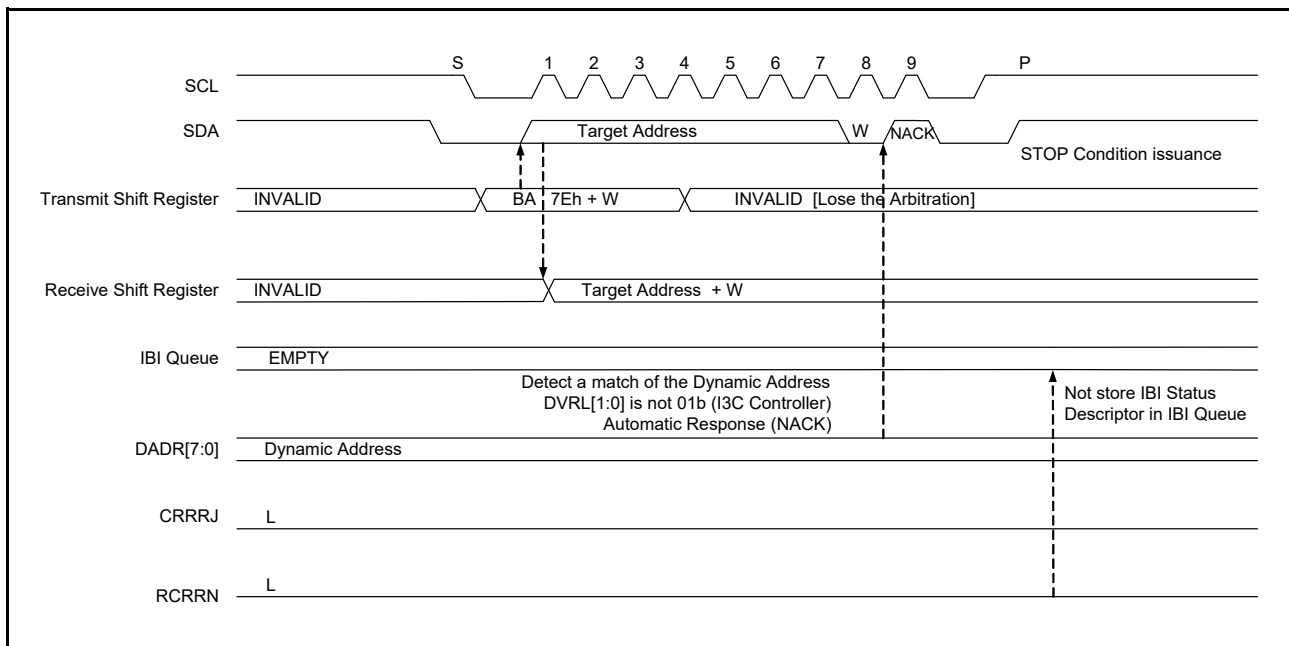 S 1 2 3 4 5 6 7 8 9 P
SCL
SDA Target Address W NACK
STOP Condition issuance
Transmit Shift Register INVALID BA 7Eh + W INVALID [Lose the Arbitration]
Receive Shift Register INVALID Target Address + W
IBI Queue EMPTY
Detect a match of the Dynamic Address
DVRL[1:0] is not 01b (I3C Controller)
Automatic Response (NACK)
Not store IBI Status
Descriptor in IBI Queue
DADR[7:0] Dynamic Address
CRRRJ L
RCRRN L